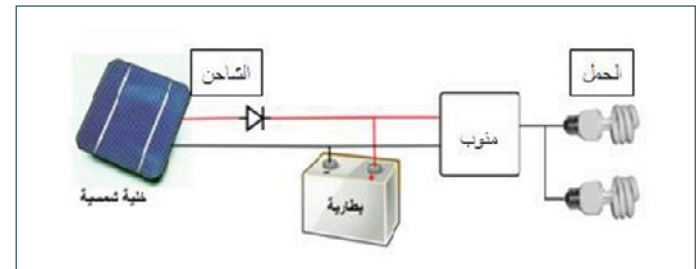 الشاحن
الحمل
منوب
خلية شمسية
بطارية